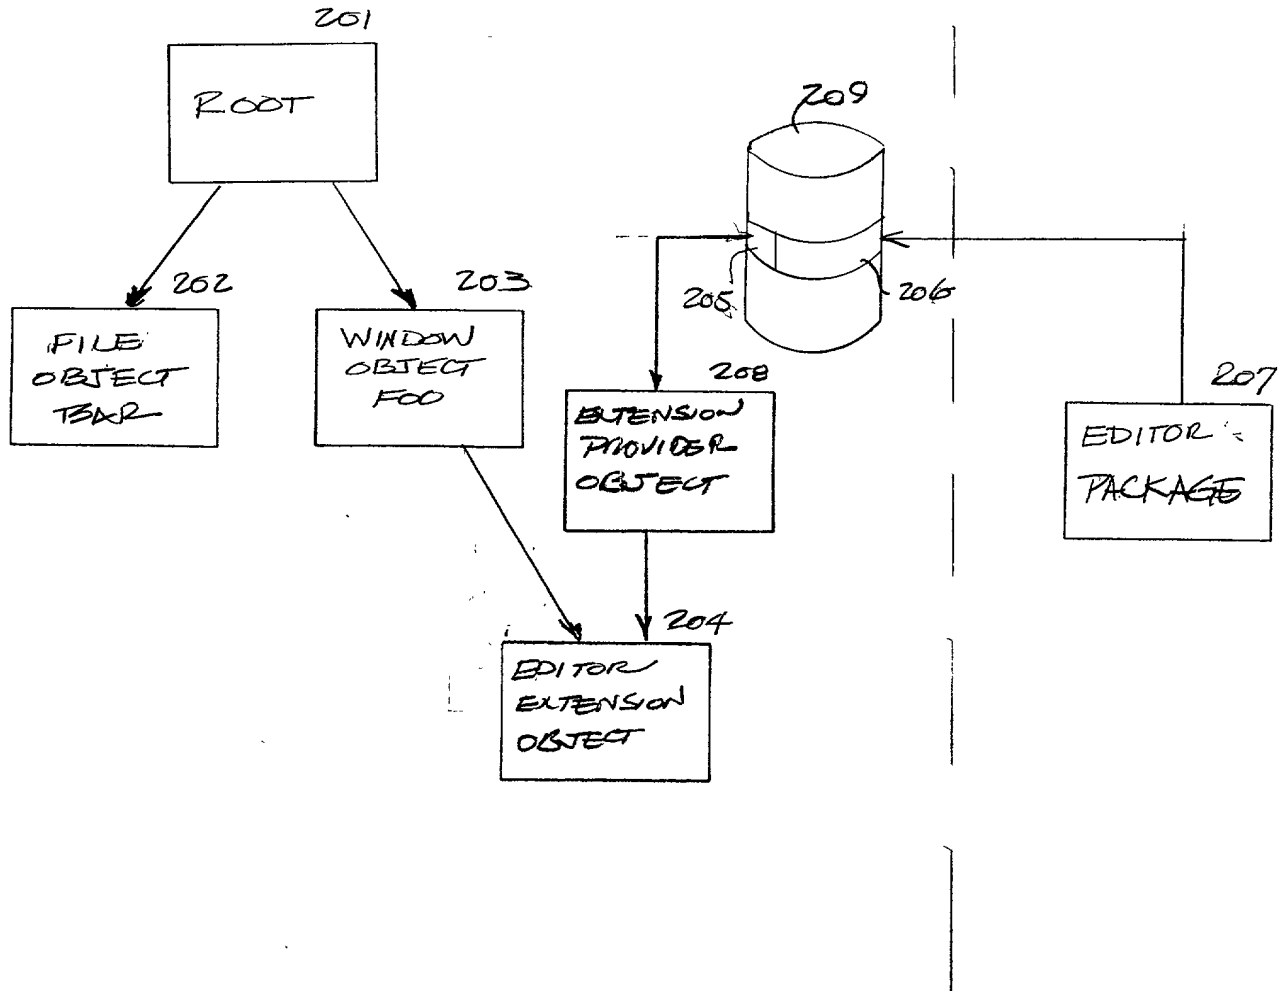 201
ROOT
209
202
FILE
OBJECT
BAR
203
WINDOW
OBJECT
FOO
205
206
208
EXTENSION
PROVIDER
OBJECT
207
EDITOR
PACKAGE
204
EDITOR
EXTENSION
OBJECT